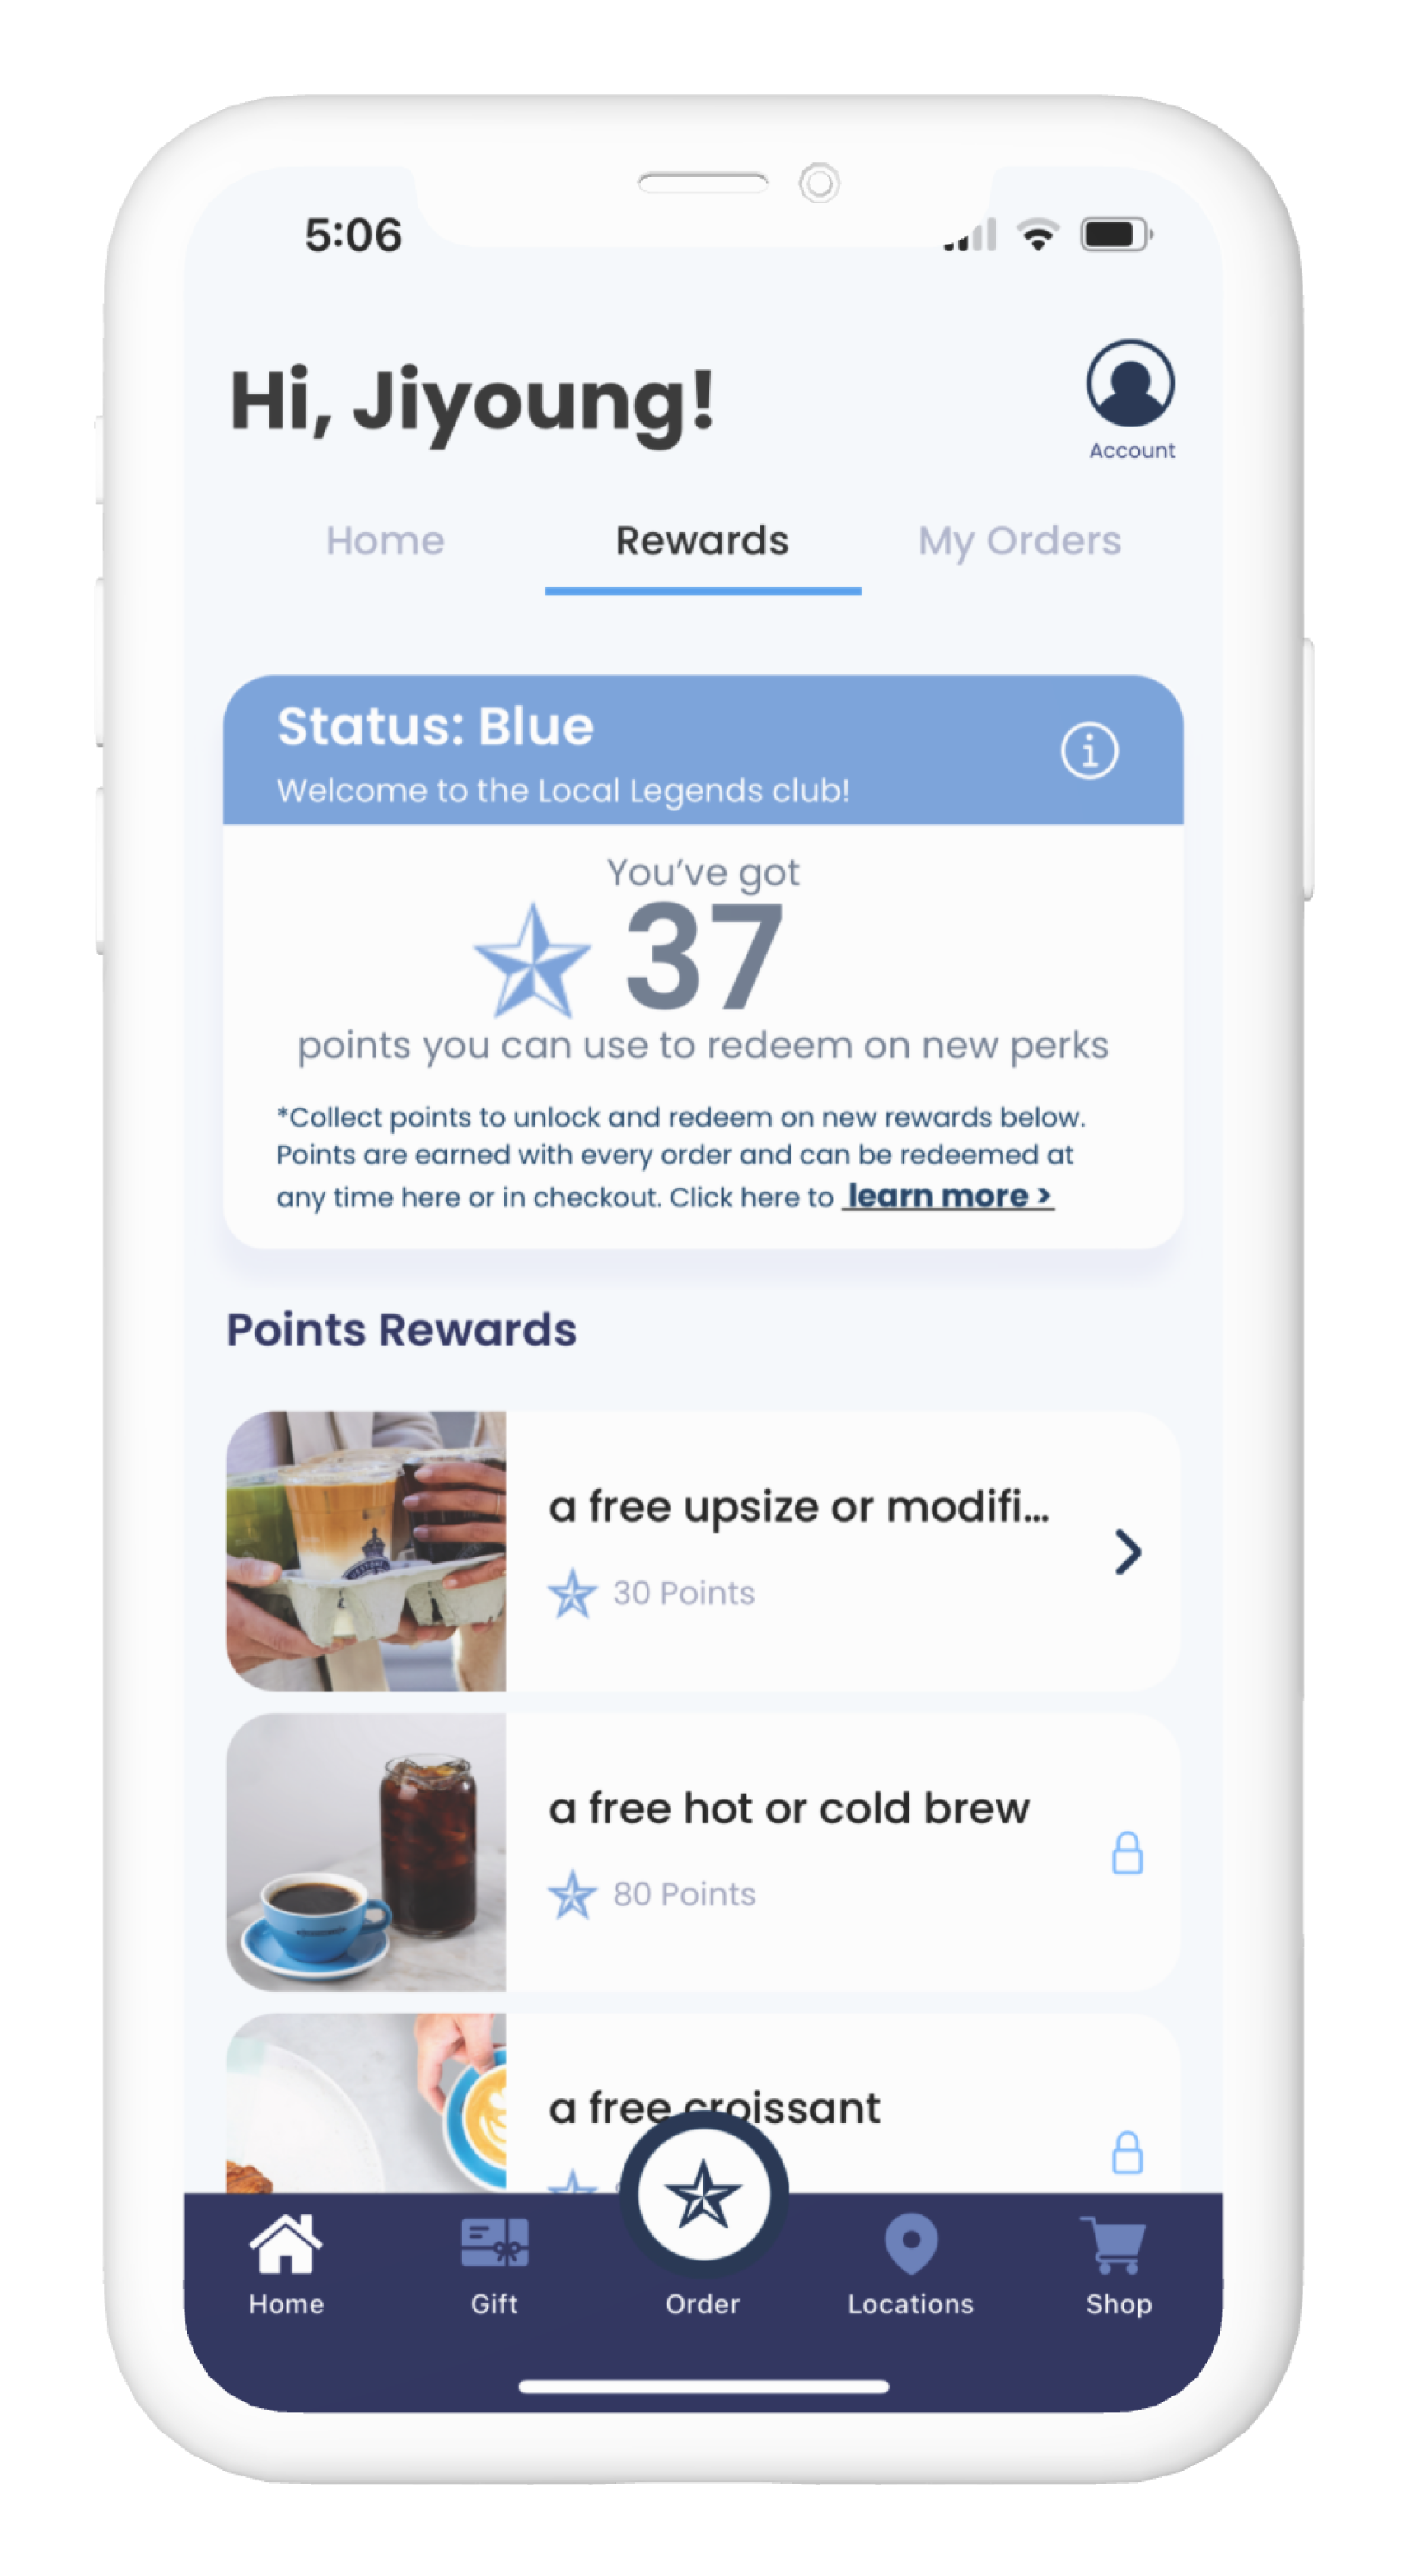 5:06
Hi, Jiyoung!
Account
Home Rewards My Orders
Status: Blue
Welcome to the Local Legends club!
You've got
37
points you can use to redeem on new perks
*Collect points to unlock and redeem on new rewards below.
Points are earned with every order and can be redeemed at
any time here or in checkout. Click here to learn more >
Points Rewards
a free upsize or modifi...
30 Points
a free hot or cold brew
80 Points
a free croissant
Home Gift Order Locations Shop